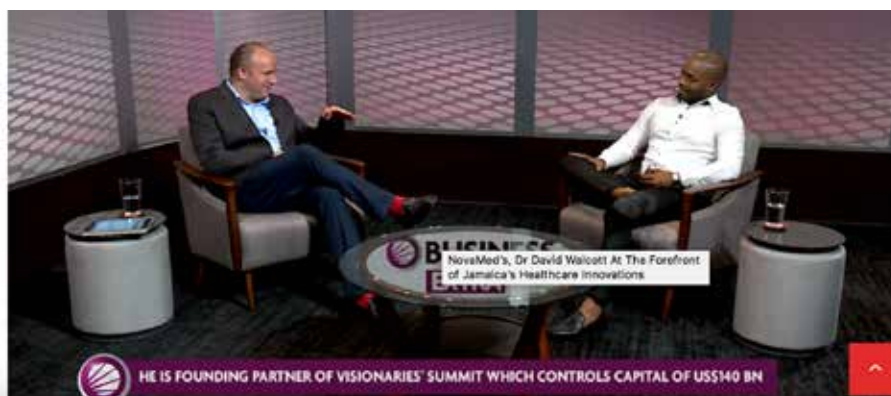 BUSINESS
EXTRA
NovaMed's, Dr David Walcott At The Forefront
of Jamaica's Healthcare Innovations
HE IS FOUNDING PARTNER OF VISIONARIES' SUMMIT WHICH CONTROLS CAPITAL OF US$140 BN